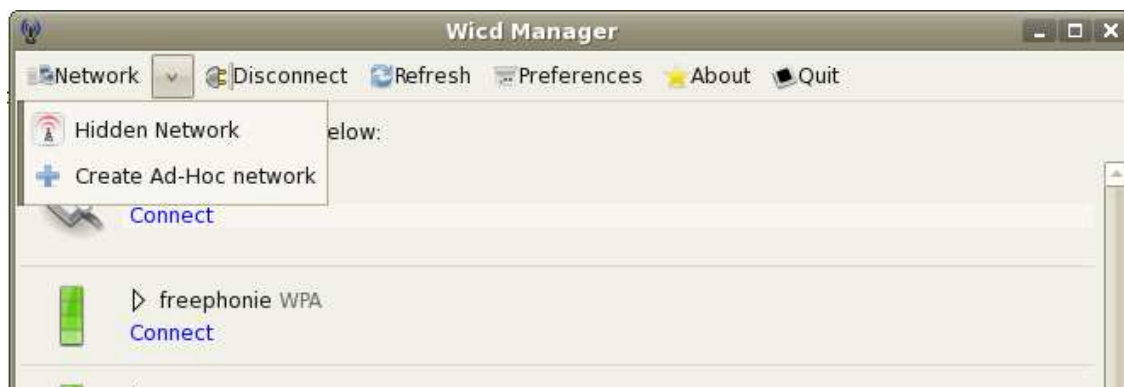 Wicd Manager
Network Disconnect Refresh Preferences About Quit
Hidden Network
elow:
Create Ad-Hoc network
Connect
freephonie WPA
Connect